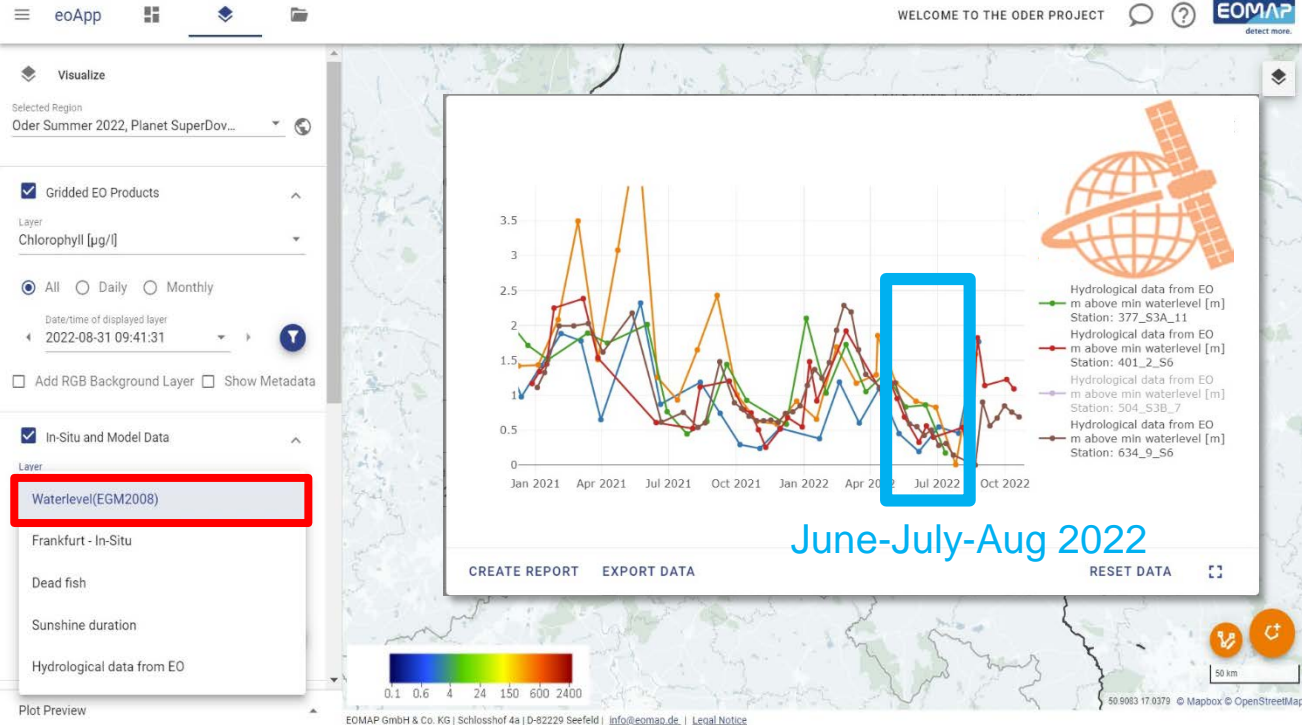 eoApp
WELCOME TO THE ODER PROJECT
EOMAP
detect more.
Visualize
Selected Region
Oder Summer 2022, Planet SuperDov...
Gridded EO Products
Layer
Chlorophyll [µg/l]
All Daily Monthly
Date/time of displayed layer
2022-08-31 09:41:31
Add RGB Background Layer Show Metadata
In-Situ and Model Data
Layer
Waterlevel(EGM2008)
Frankfurt - In-Situ
Dead fish
Sunshine duration
Hydrological data from EO
Plot Preview
3.5
3
2.5
2
1.5
1
0.5
0
Jan 2021 Apr 2021 Jul 2021 Oct 2021 Jan 2022 Apr 2022 Jul 2022 Oct 2022
Hydrological data from EO
m above min waterlevel [m]
Station: 377_S3A_11
Hydrological data from EO
m above min waterlevel [m]
Station: 401_2_S6
Hydrological data from EO
m above min waterlevel [m]
Station: 504_S3B_7
Hydrological data from EO
m above min waterlevel [m]
Station: 634_9_S6
June-July-Aug 2022
CREATE REPORT EXPORT DATA RESET DATA
0.1 0.6 4 24 150 600 2400
50 km
50.9083 17.0379 © Mapbox © OpenStreetMap
EOMAP GmbH & Co. KG | Schlosshof 4a | D-82229 Seefeld | info@eomap.de | Legal Notice